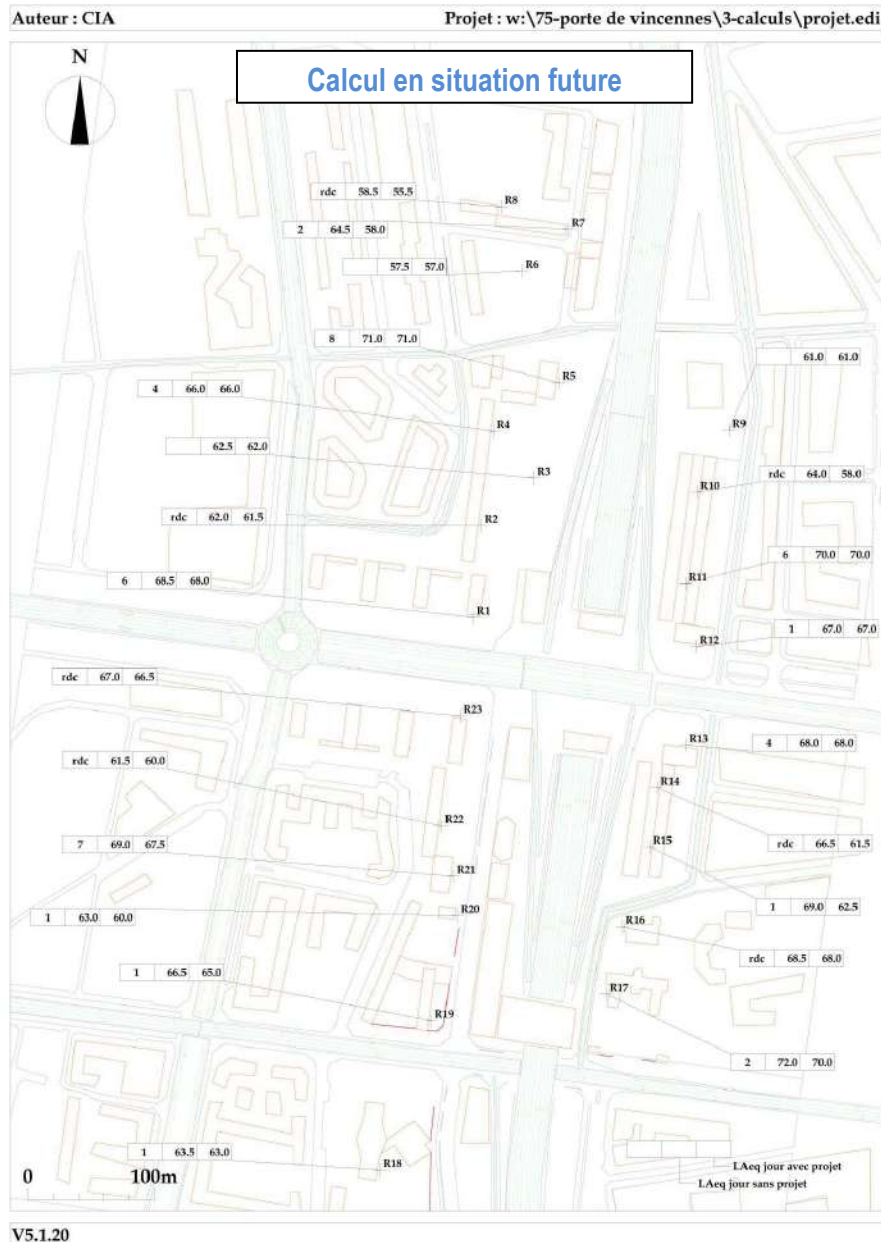 Auteur : CIA
Projet : w:\75-porte de vincennes\3-calculs\projet.edi
Calcul en situation future
N
rdc 58.5 55.5
R8
2 64.5 58.0
R7
57.5 57.0
R6
8 71.0 71.0
R5
61.0 61.0
4 66.0 66.0
R4
R9
62.5 62.0
R3
R10
rdc 64.0 58.0
rdc 62.0 61.5
R2
6 68.5 68.0
R11
6 70.0 70.0
R1
1 67.0 67.0
R12
rdc 67.0 66.5
R23
R13
4 68.0 68.0
rdc 61.5 60.0
R14
R22
7 69.0 67.5
R15
rdc 66.5 61.5
R21
1 63.0 60.0
R20
1 69.0 62.5
R16
rdc 68.5 68.0
1 66.5 65.0
R17
R19
2 72.0 70.0
1 63.5 63.0
R18
0 100m
LAeq jour avec projet
LAeq jour sans projet
V5.1.20